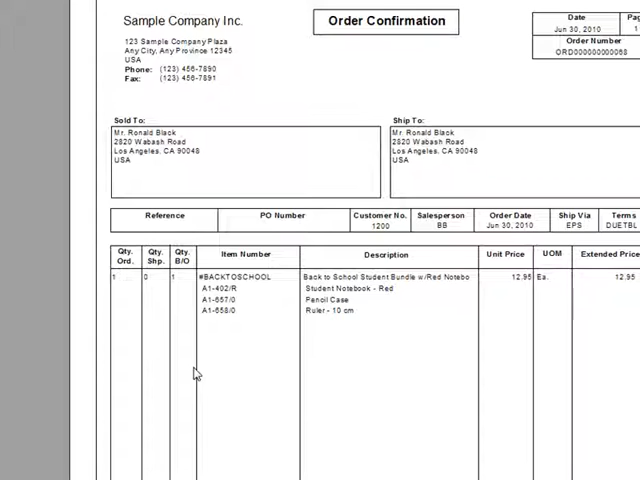 Sample Company Inc.
Order Confirmation
Date
Jun 30, 2010
Pag
1
Order Number
ORD000000000068
123 Sample Company Plaza
Any City, Any Province 12345
USA
Phone: (123) 456-7890
Fax: (123) 456-7891
Sold To:
Mr. Ronald Black
2820 Wabash Road
Los Angeles, CA 90048
USA
Ship To:
Mr. Ronald Black
2820 Wabash Road
Los Angeles, CA 90048
USA
Reference PO Number Customer No. Salesperson Order Date Ship Via Terms
1200 BB Jun 30, 2010 EPS DUETBL
Qty. Ord. Qty. Shp. Qty. B/O Item Number Description Unit Price UOM Extended Price
1 0 1 #BACKTOSCHOOL Back to School Student Bundle w/Red Notebo 12.95 Ea. 12.95
A1-402/R Student Notebook - Red
A1-657/0 Pencil Case
A1-658/0 Ruler - 10 cm